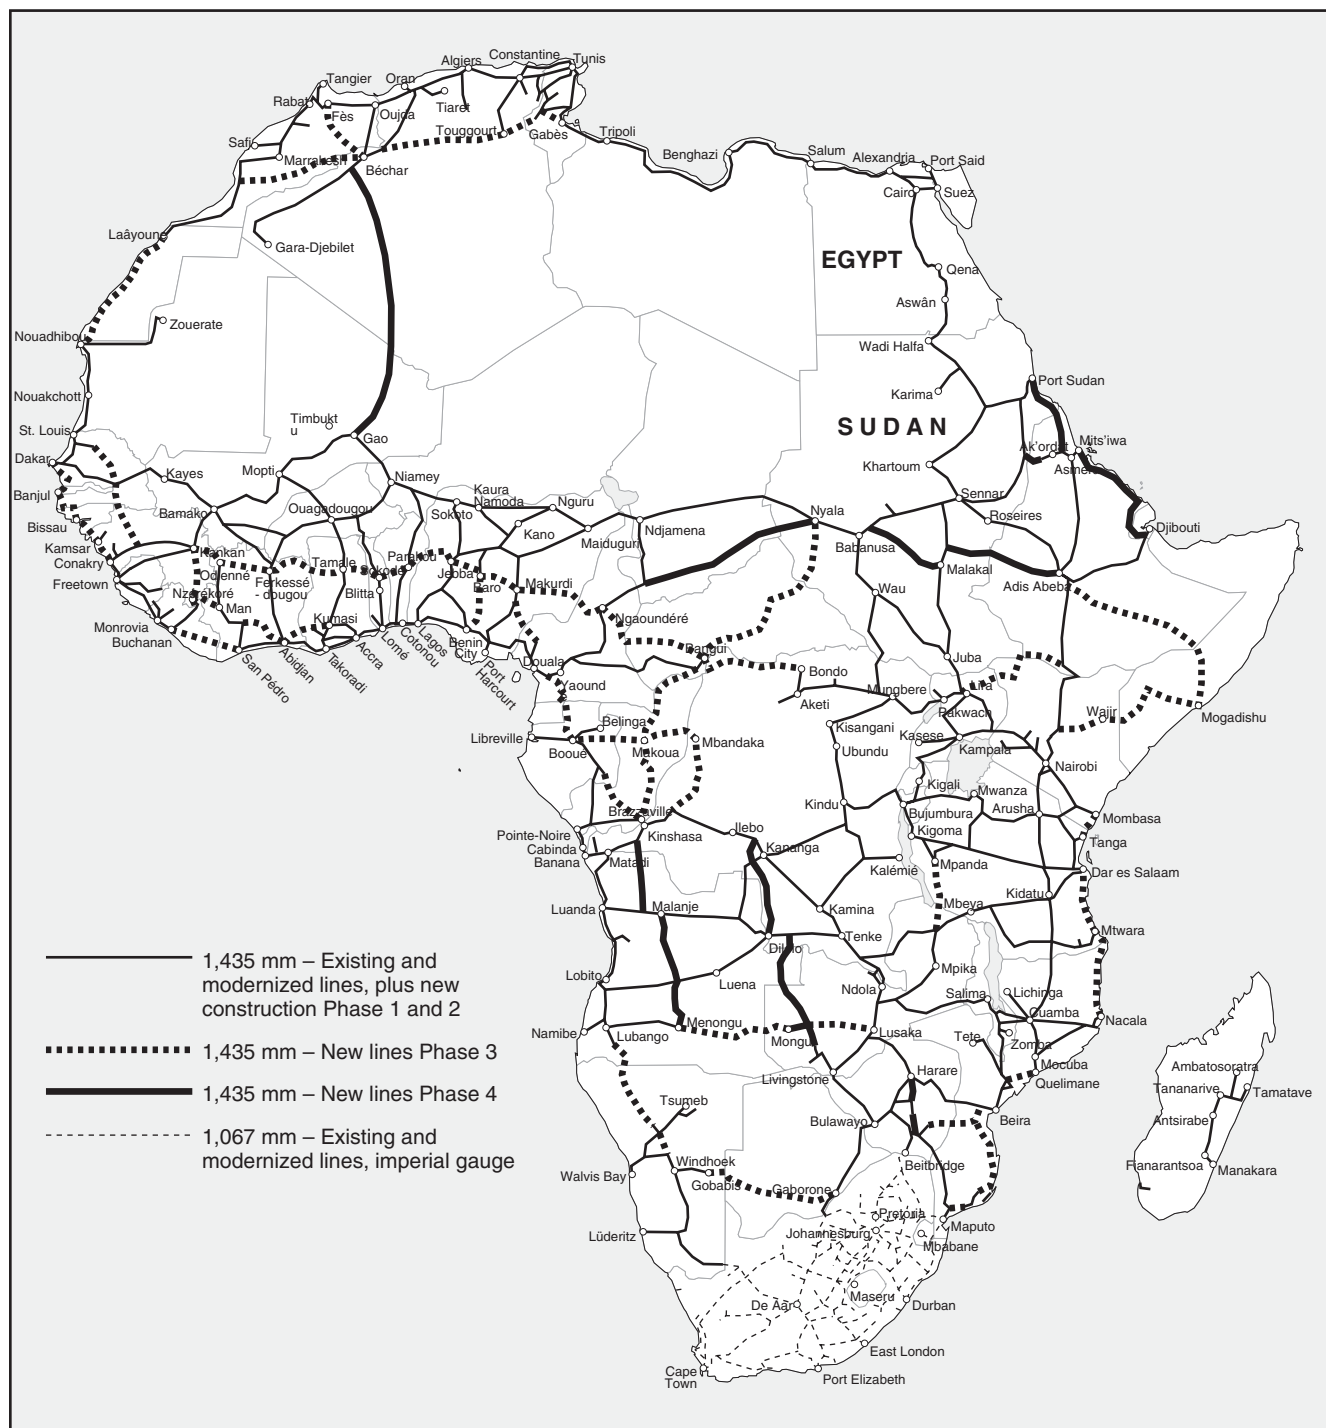 Constantine
Tunis
Algiers
Tangier
Oran
Rabat
Fès
Oujda
Tiaret
Touggourt
Gabès
Tripoli
Safi
Marrakesh
Béchar
Benghazi
Salum
Alexandria
Port Said
Cairo
Suez
Laâyoune
Gara-Djebilet
EGYPT
Qena
Aswân
Zouerate
Nouadhibou
Wadi Halfa
Karima
Port Sudan
Nouakchott
Timbukt
u
St. Louis
Gao
SUDAN
Ak'ordat
Mits'iwa
Asmera
Dakar
Kayes
Mopti
Niamey
Khartoum
Banjul
Bamako
Ouagadougou
Sokoto
Kaura
Namoda
Nguru
Nyala
Sennar
Roseires
Bissau
Kano
Maiduguri
Ndjamena
Djibouti
Kamsar
Conakry
Kankan
Odienné
Tamale
Parakou
Sokodé
Jebba
Babanusa
Malakal
Adis Abeba
Freetown
Nzérékoré
Man
Ferkessé
- dougou
Blitta
Baro
Makurdi
Wau
Kumasi
Ngaoundéré
Monrovia
Buchanan
San Pédro
Abidjan
Takoradi
Accra
Lomé
Cotonou
Lagos
Benin
City
Port
Harcourt
Douala
Bangui
Juba
Yaound
é
Bondo
Aketi
Mungbere
Lira
Pakwach
Wajir
Mogadishu
Libreville
Belinga
Booué
Makoua
Mbandaka
Kisangani
Ubundu
Kasese
Kampala
Nairobi
Kigali
Mwanza
Brazzaville
Kindu
Bujumbura
Arusha
Mombasa
Pointe-Noire
Cabinda
Banana
Kinshasa
Ilebo
Kigoma
Tanga
Matadi
Kananga
Kalémié
Mpanda
Dar es Salaam
Luanda
Malanje
Kamina
Mbeya
Kidatu
Dilolo
Tenke
Mtwara
Lobito
Luena
Ndola
Mpika
Salima
Lichinga
Cuamba
Nacala
Namibe
Lubango
Menongu
Mongu
Lusaka
Tete
Zomba
Mocuba
Quelimane
Livingstone
Harare
Ambatosoratra
Tananarive
Tamatave
Tsumeb
Bulawayo
Beira
Antsirabe
Walvis Bay
Windhoek
Gobabis
Gaborone
Beitbridge
Fianarantsoa
Manakara
Lüderitz
Pretoria
Johannesburg
Maputo
Mbabane
De Aar
Maseru
Durban
East London
Cape
Town
Port Elizabeth
1,435 mm – Existing and
modernized lines, plus new
construction Phase 1 and 2
1,435 mm – New lines Phase 3
1,435 mm – New lines Phase 4
1,067 mm – Existing and
modernized lines, imperial gauge